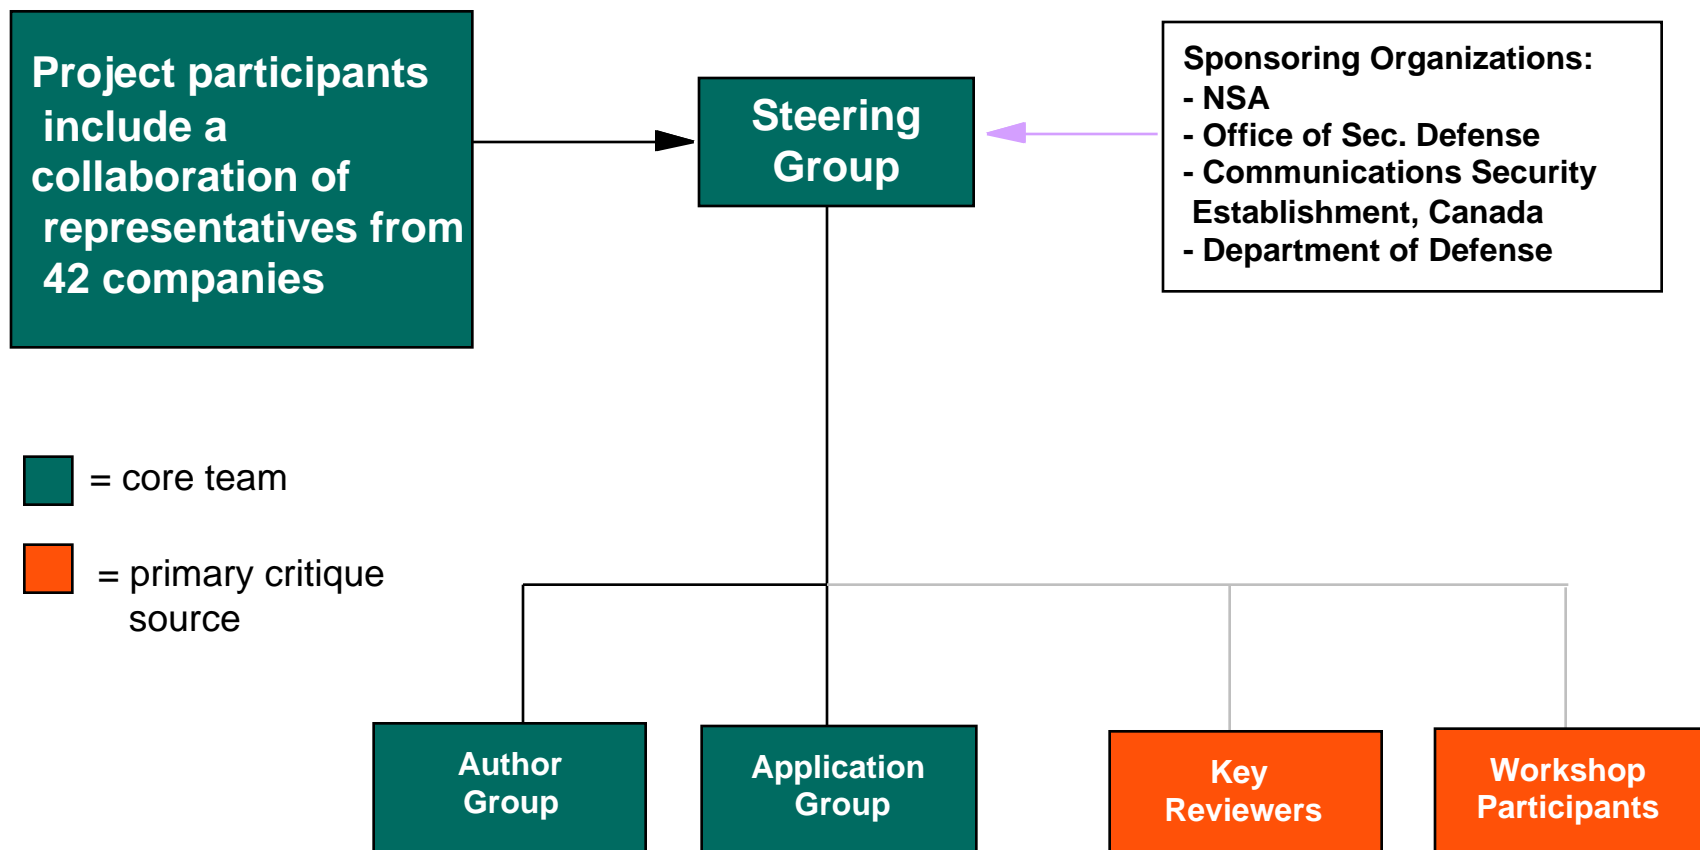 Project participants
include a
collaboration of
representatives from
42 companies
Steering
Group
Sponsoring Organizations:
- NSA
- Office of Sec. Defense
- Communications Security
Establishment, Canada
- Department of Defense
= core team
= primary critique
source
Author
Group
Application
Group
Key
Reviewers
Workshop
Participants